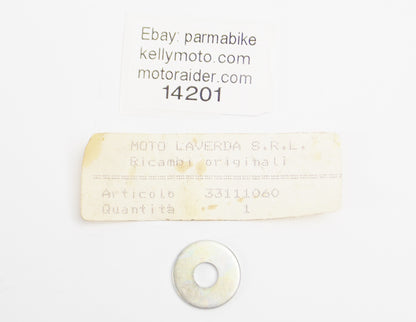 Ebay: parmabike
kellymoto.com
motoraider.com
14201
MOTO LAVERDA S.R.L.
Ricambi originali
Articolo 33111060
Quantità 1